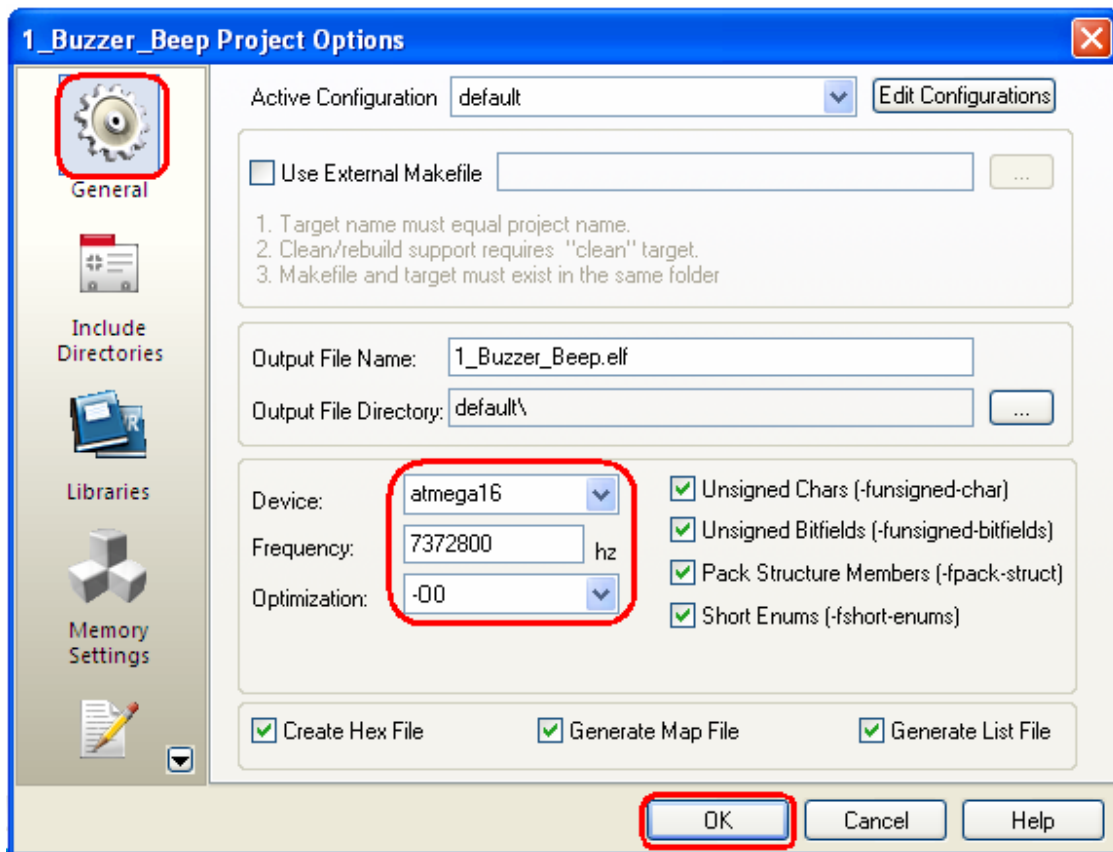 1_Buzzer_Beep Project Options
General
Include
Directories
Libraries
Memory
Settings
Active Configuration default Edit Configurations
Use External Makefile ...
1. Target name must equal project name.
2. Clean/rebuild support requires "clean" target.
3. Makefile and target must exist in the same folder
Output File Name: 1_Buzzer_Beep.elf
Output File Directory: default\ ...
Device: atmega16
Frequency: 7372800 hz
Optimization: -O0
Unsigned Chars (-funsigned-char)
Unsigned Bitfields (-funsigned-bitfields)
Pack Structure Members (-fpack-struct)
Short Enums (-fshort-enums)
Create Hex File Generate Map File Generate List File
OK Cancel Help